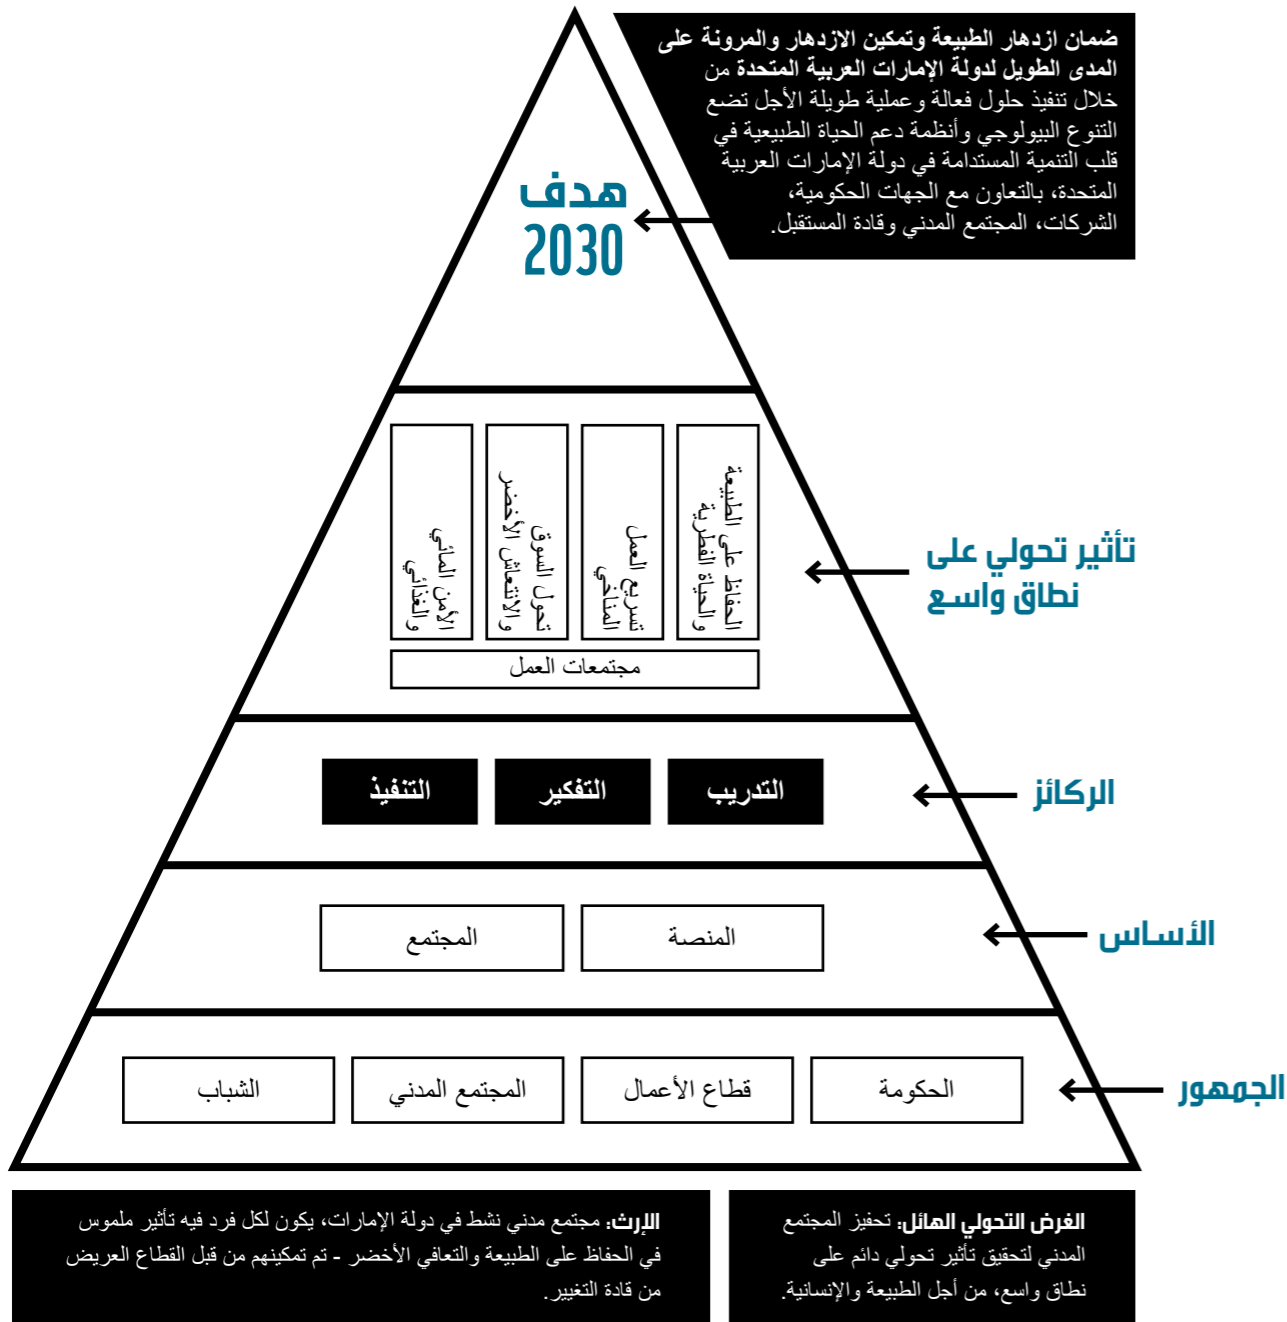 ضمان ازدهار الطبيعة وتمكين الازدهار والمرونة على
المدى الطويل لدولة الإمارات العربية المتحدة من
خلال تنفيذ حلول فعالة وعملية طويلة الأجل تضع
التنوع البيولوجي وأنظمة دعم الحياة الطبيعية في
قلب التنمية المستدامة في دولة الإمارات العربية
المتحدة، بالتعاون مع الجهات الحكومية،
الشركات، المجتمع المدني وقادة المستقبل.
هدف
2030
تأثير تحولي على
نطاق واسع
الحفاظ على الطبيعة
والحياة الفطرية
تسريع العمل
المناخي
تحول السوق
والانتعاش الأخضر
الأمن المائي
والغذائي
مجتمعات العمل
الركائز
التدريب
التفكير
التنفيذ
الأساس
المنصة
المجتمع
الجمهور
الحكومة
قطاع الأعمال
المجتمع المدني
الشباب
الغرض التحولي الهائل: تحفيز المجتمع
المدني لتحقيق تأثير تحولي دائم على
نطاق واسع، من أجل الطبيعة والإنسانية.
الإرث: مجتمع مدني نشط في دولة الإمارات، يكون لكل فرد فيه تأثير ملموس
في الحفاظ على الطبيعة والتعافي الأخضر - تم تمكينهم من قبل القطاع العريض
من قادة التغيير.